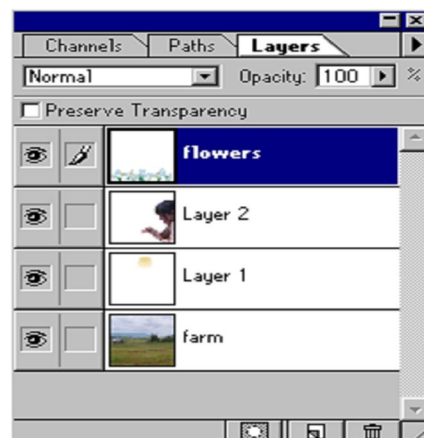 Channels Paths Layers
Normal Opacity: 100 %
Preserve Transparency
flowers
Layer 2
Layer 1
farm